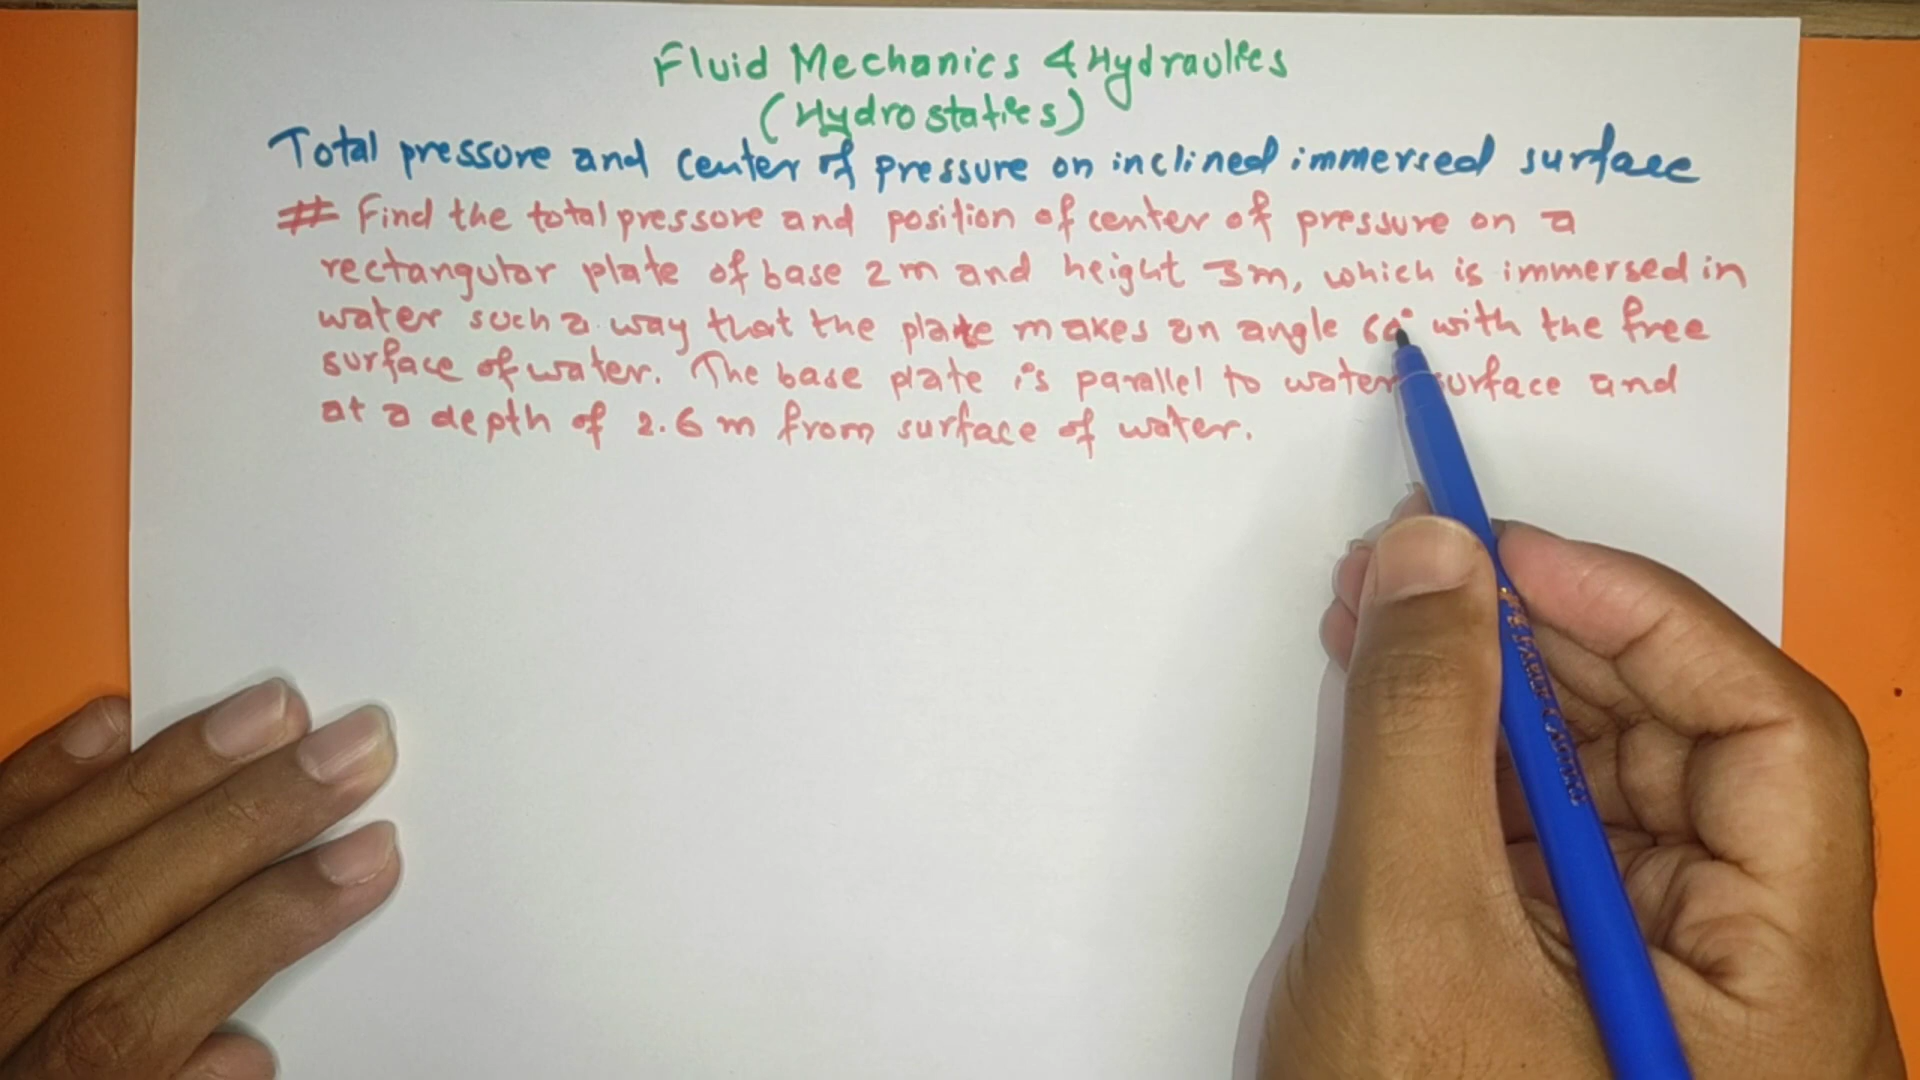 Fluid Mechanics & Hydraulics
(Hydrostatics)
Total pressure and center of pressure on inclined immersed surface
# Find the total pressure and position of center of pressure on a
rectangular plate of base 2m and height 3m, which is immersed in
water such a way that the plate makes an angle 60° with the free
surface of water. The base plate is parallel to water surface and
at a depth of 2.6 m from surface of water.